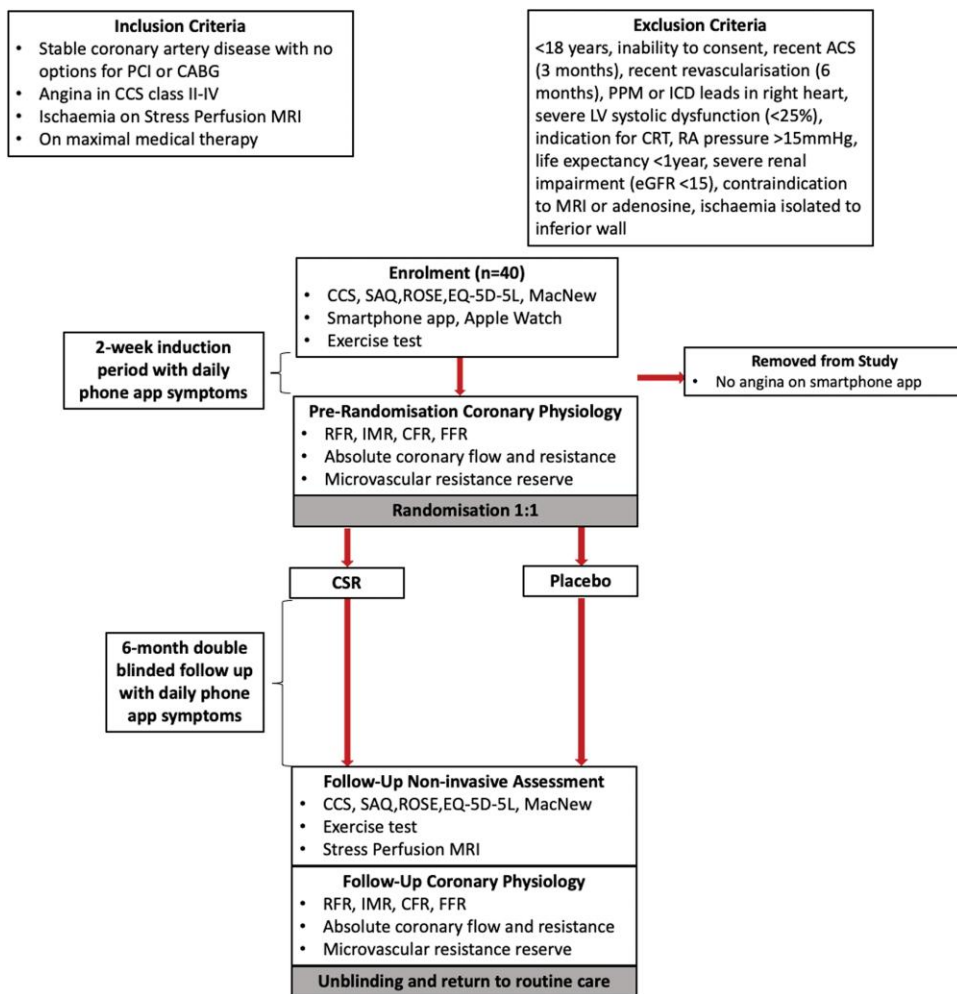 Inclusion Criteria
• Stable coronary artery disease with no
options for PCI or CABG
• Angina in CCS class II-IV
• Ischaemia on Stress Perfusion MRI
• On maximal medical therapy
Exclusion Criteria
<18 years, inability to consent, recent ACS
(3 months), recent revascularisation (6
months), PPM or ICD leads in right heart,
severe LV systolic dysfunction (<25%),
indication for CRT, RA pressure >15mmHg,
life expectancy <1year, severe renal
impairment (eGFR <15), contraindication
to MRI or adenosine, ischaemia isolated to
inferior wall
Enrolment (n=40)
• CCS, SAQ,ROSE,EQ-5D-5L, MacNew
• Smartphone app, Apple Watch
• Exercise test
2-week induction
period with daily
phone app symptoms
Removed from Study
• No angina on smartphone app
Pre-Randomisation Coronary Physiology
• RFR, IMR, CFR, FFR
• Absolute coronary flow and resistance
• Microvascular resistance reserve
Randomisation 1:1
CSR
Placebo
6-month double
blinded follow up
with daily phone
app symptoms
Follow-Up Non-invasive Assessment
• CCS, SAQ,ROSE,EQ-5D-5L, MacNew
• Exercise test
• Stress Perfusion MRI
Follow-Up Coronary Physiology
• RFR, IMR, CFR, FFR
• Absolute coronary flow and resistance
• Microvascular resistance reserve
Unblinding and return to routine care